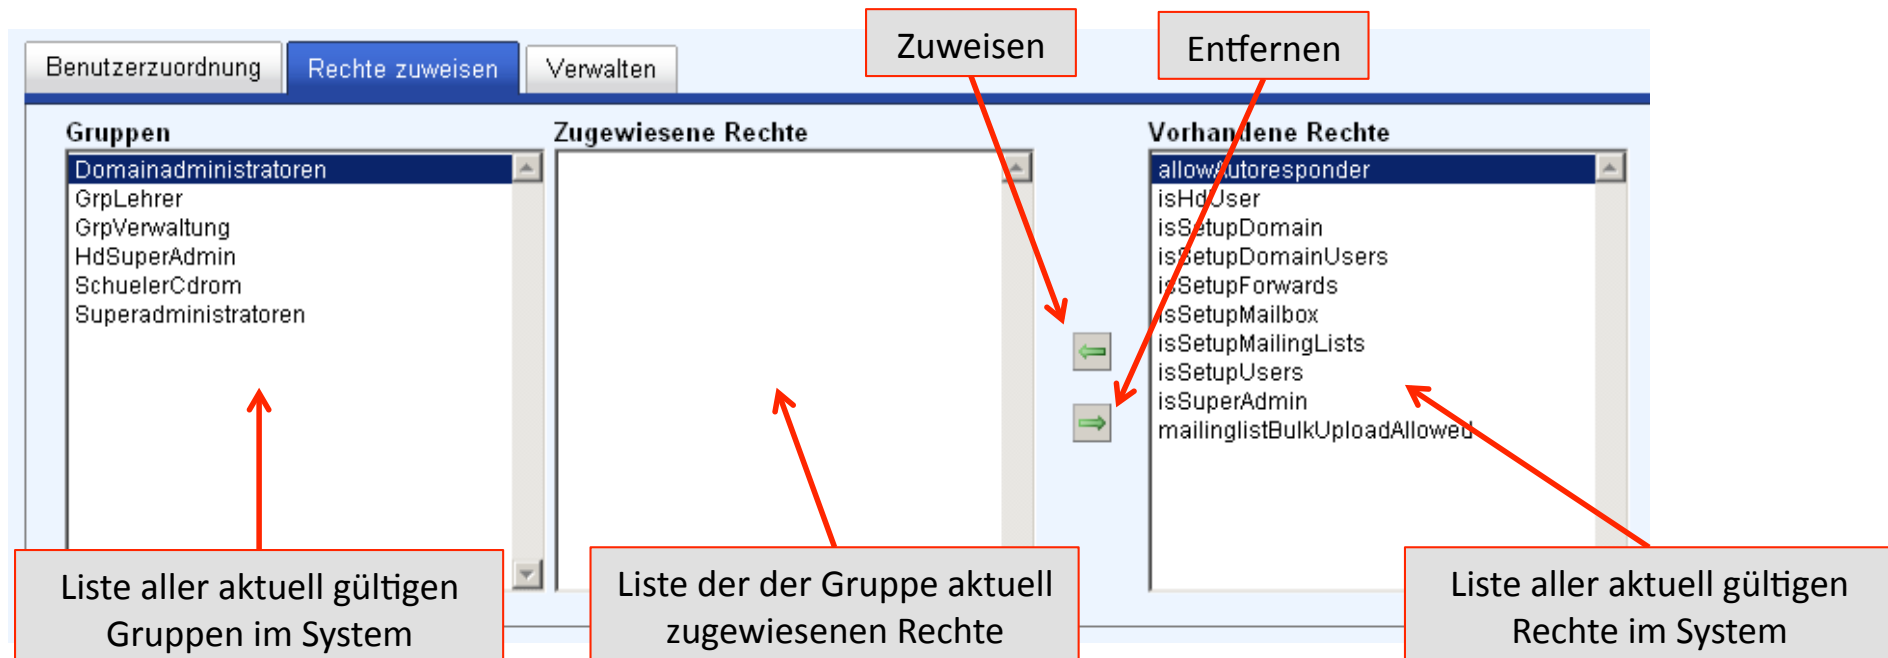 Zuweisen
Entfernen
Benutzerzuordnung
Rechte zuweisen
Verwalten
Gruppen
Domainadministratoren
GrpLehrer
GrpVerwaltung
HdSuperAdmin
SchuelerCdrom
Superadministratoren
Zugewiesene Rechte
Vorhandene Rechte
allowAutoresponder
isHdUser
isSetupDomain
isSetupDomainUsers
isSetupForwards
isSetupMailbox
isSetupMailingLists
isSetupUsers
isSuperAdmin
mailinglistBulkUploadAllowed
Liste aller aktuell gültigen
Gruppen im System
Liste der der Gruppe aktuell
zugewiesenen Rechte
Liste aller aktuell gültigen
Rechte im System